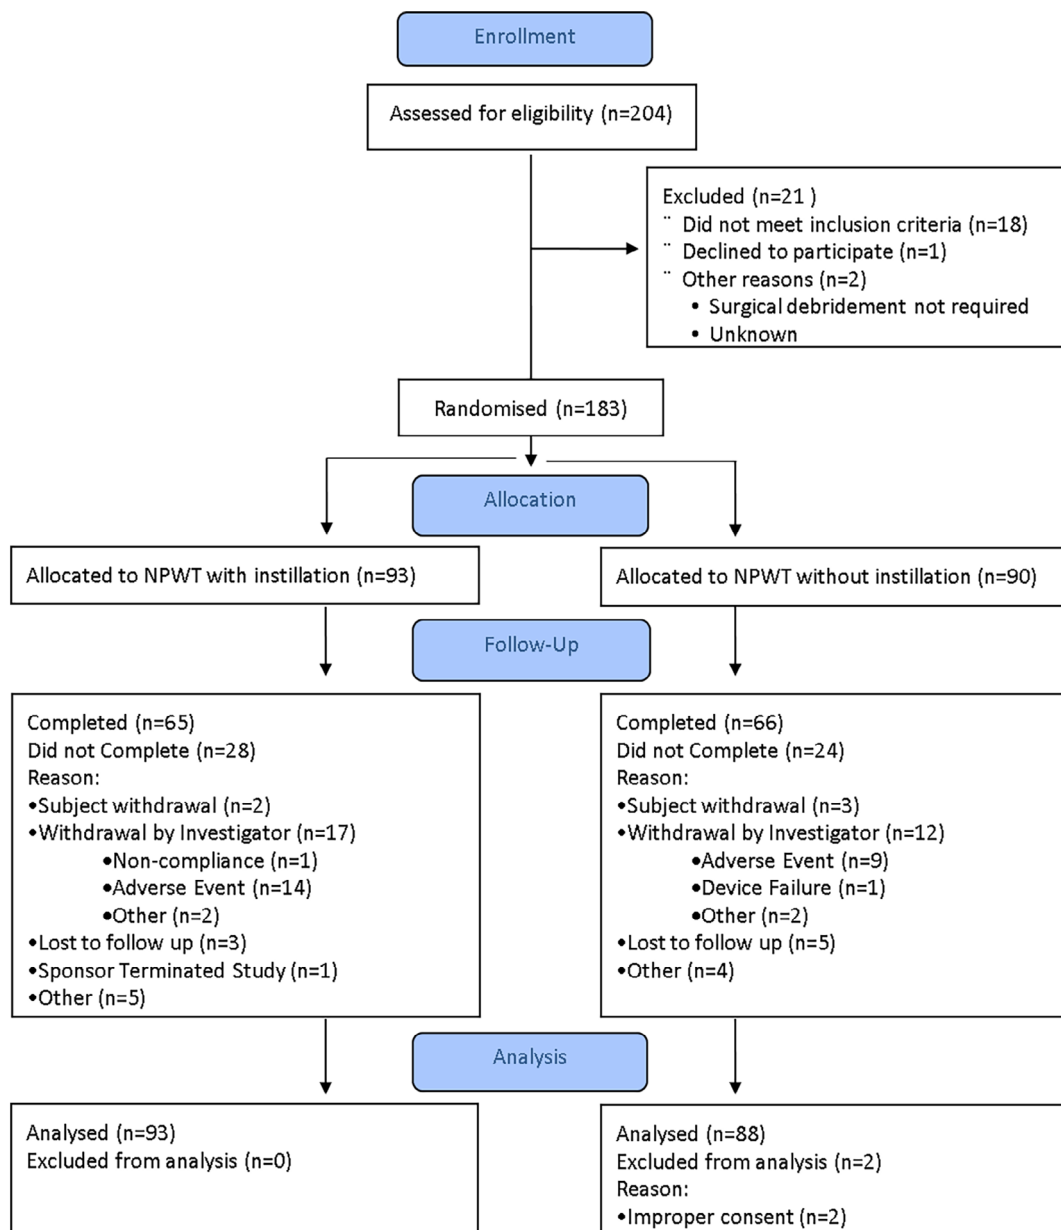 Enrollment
Assessed for eligibility (n=204)
Excluded (n=21 )
¨ Did not meet inclusion criteria (n=18)
¨ Declined to participate (n=1)
¨ Other reasons (n=2)
• Surgical debridement not required
• Unknown
Randomised (n=183)
Allocation
Allocated to NPWT with instillation (n=93)
Allocated to NPWT without instillation (n=90)
Follow-Up
Completed (n=65)
Did not Complete (n=28)
Reason:
•Subject withdrawal (n=2)
•Withdrawal by Investigator (n=17)
•Non-compliance (n=1)
•Adverse Event (n=14)
•Other (n=2)
•Lost to follow up (n=3)
•Sponsor Terminated Study (n=1)
•Other (n=5)
Completed (n=66)
Did not Complete (n=24)
Reason:
•Subject withdrawal (n=3)
•Withdrawal by Investigator (n=12)
•Adverse Event (n=9)
•Device Failure (n=1)
•Other (n=2)
•Lost to follow up (n=5)
•Other (n=4)
Analysis
Analysed (n=93)
Excluded from analysis (n=0)
Analysed (n=88)
Excluded from analysis (n=2)
Reason:
•Improper consent (n=2)